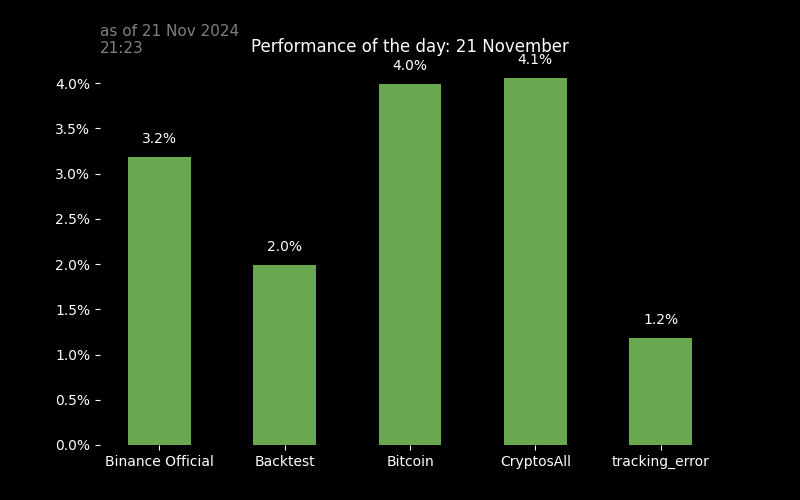 as of 21 Nov 2024
21:23
Performance of the day: 21 November
4.0%
3.5%
3.0%
2.5%
2.0%
1.5%
1.0%
0.5%
0.0%
3.2%
2.0%
4.0%
4.1%
1.2%
Binance Official
Backtest
Bitcoin
CryptosAll
tracking_error